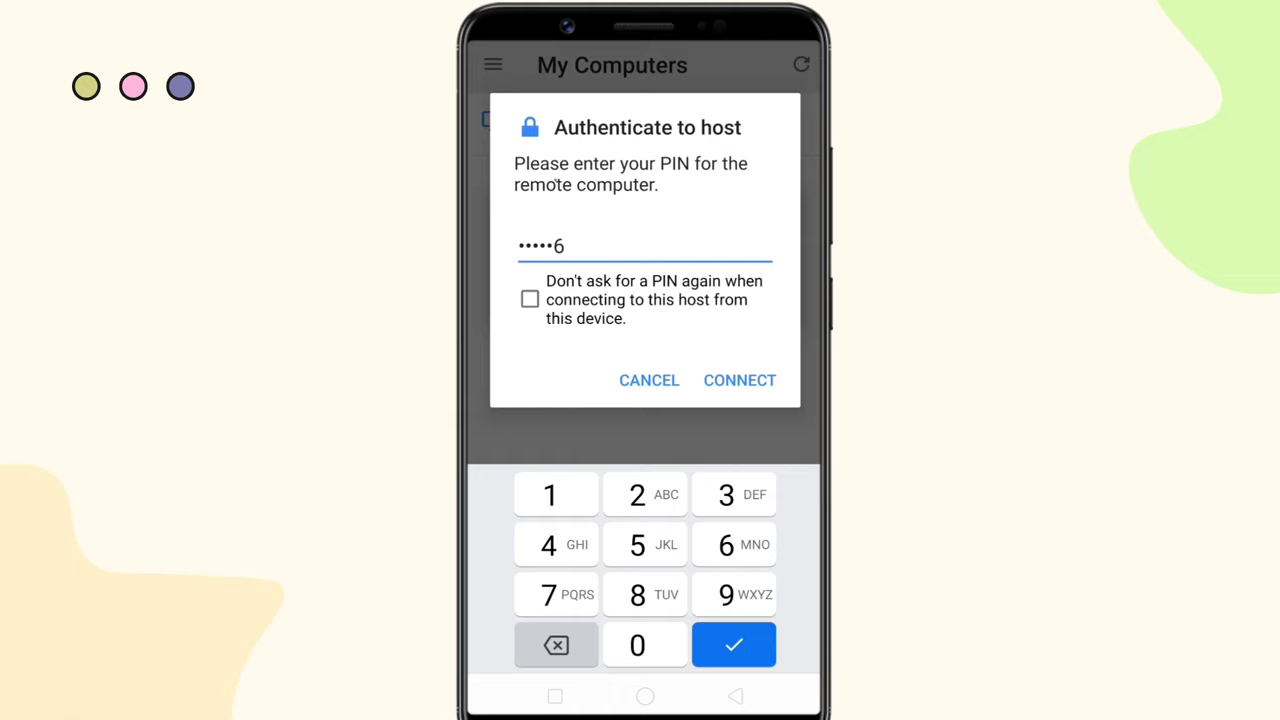 My Computers
Authenticate to host
Please enter your PIN for the
remote computer.
•••••6
Don't ask for a PIN again when
connecting to this host from
this device.
CANCEL CONNECT
1 2 ABC 3 DEF
4 GHI 5 JKL 6 MNO
7 PQRS 8 TUV 9 WXYZ
0